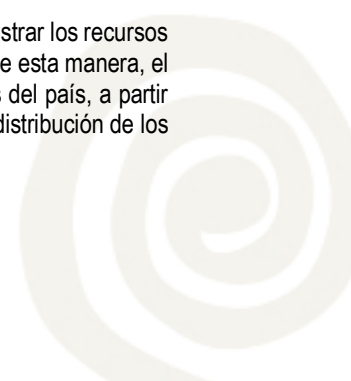 strar los recursos
e esta manera, el
s del país, a partir
distribución de los